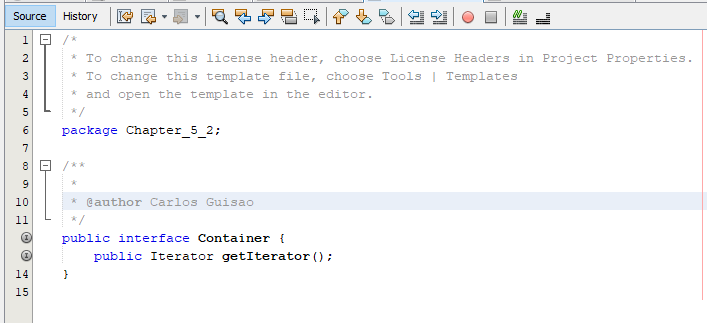 Source History
1 /*
2 * To change this license header, choose License Headers in Project Properties.
3 * To change this template file, choose Tools | Templates
4 * and open the template in the editor.
5 */
6 package Chapter_5_2;
7
8 /**
9 *
10 * @author Carlos Guisao
11 */
public interface Container {
public Iterator getIterator();
14 }
15